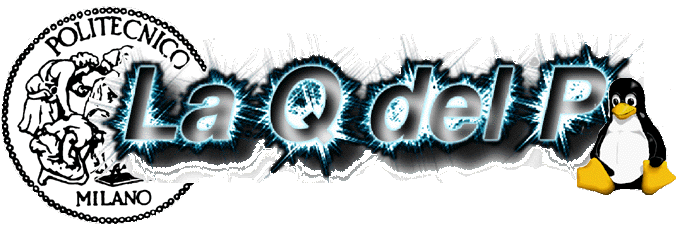 POLITECNICO
La Q del P
MILANO